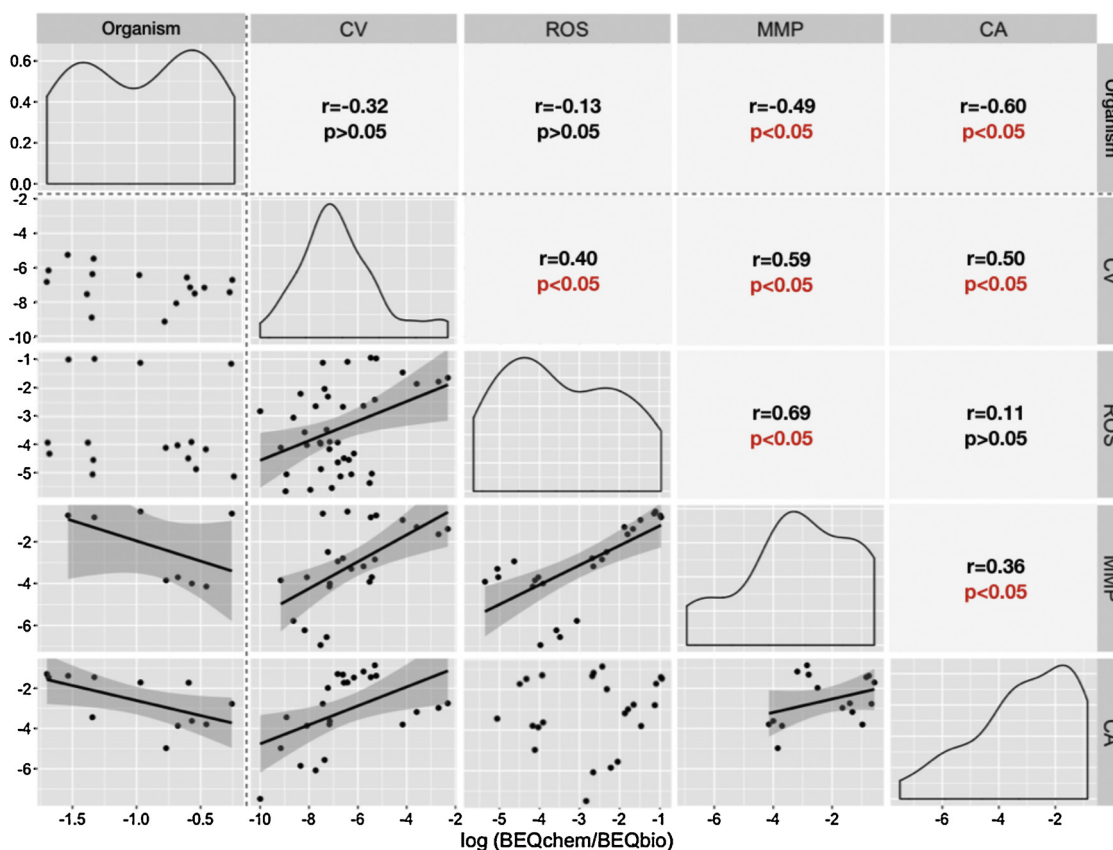 Organism
CV
ROS
MMP
CA
0.6
0.4
0.2
0.0
r=-0.32
p>0.05
r=-0.13
p>0.05
r=-0.49
p<0.05
r=-0.60
p<0.05
Organism
-2
-4
-6
-8
-10
r=0.40
p<0.05
r=0.59
p<0.05
r=0.50
p<0.05
CV
-1
-2
-3
-4
-5
r=0.69
p<0.05
r=0.11
p>0.05
ROS
-2
-4
-6
r=0.36
p<0.05
MMP
-2
-4
-6
CA
-1.5
-1.0
-0.5
-10
-8
-6
-4
-2
-5
-4
-3
-2
-1
-6
-4
-2
-6
-4
-2
log (BEQchem/BEQbio)